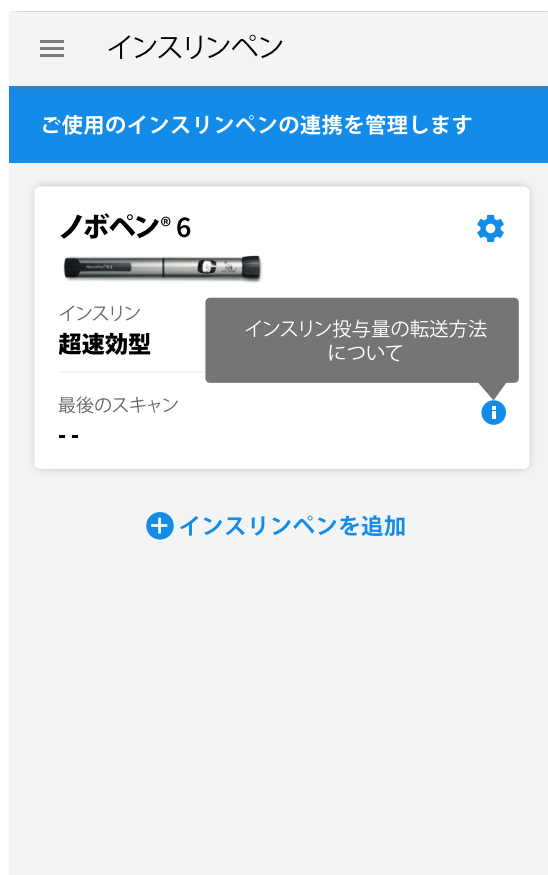 インスリンペン
ご使用のインスリンペンの連携を管理します
ノボペン® 6
インスリン
超速効型
インスリン投与量の転送方法
について
最後のスキャン
--
インスリンペンを追加